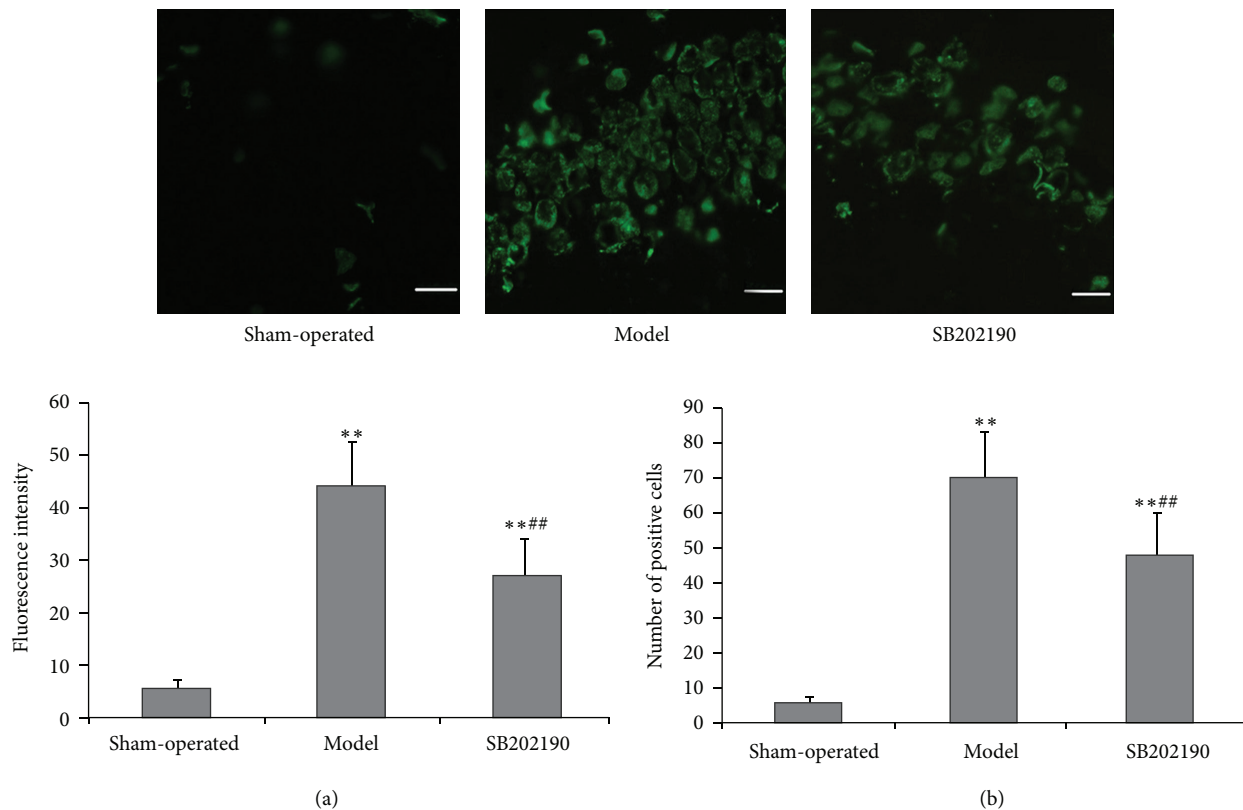 Sham-operated
Model
SB202190
Fluorescence intensity
60
50
40
30
20
10
0
**
**##
Sham-operated
Model
SB202190
(a)
Number of positive cells
90
80
70
60
50
40
30
20
10
0
**
**##
Sham-operated
Model
SB202190
(b)